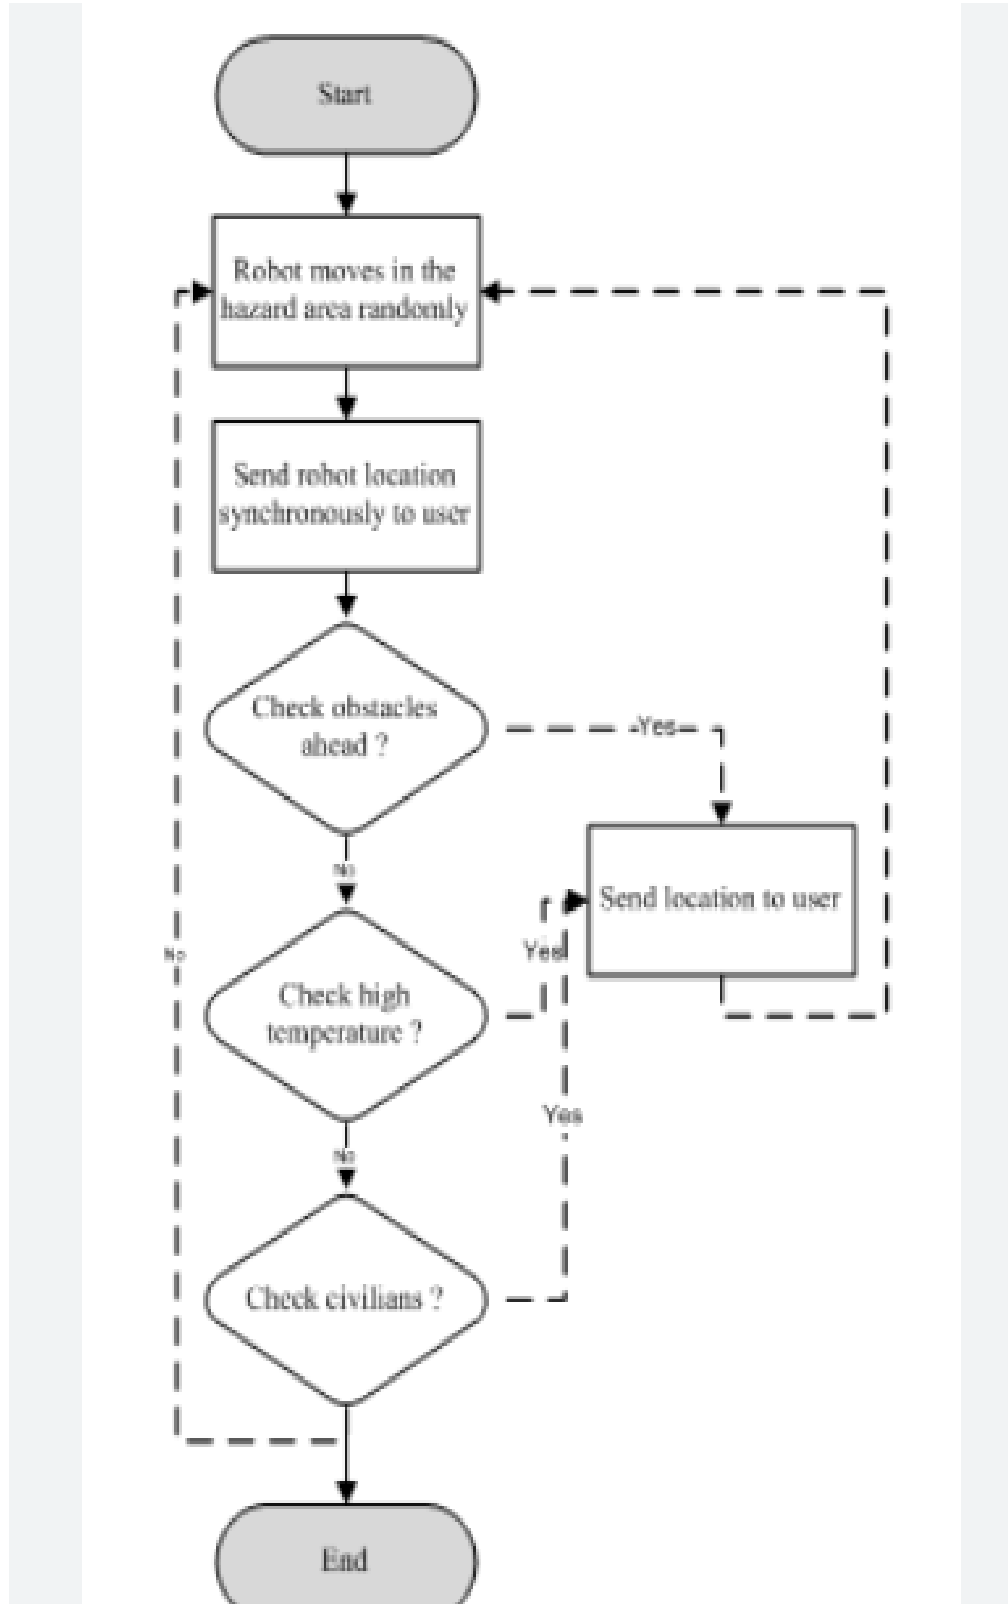 Start
Robot moves in the
hazard area randomly
Send robot location
synchronously to user
Check obstacles
ahead ?
Yes
No
Send location to user
Yes
No
Check high
temperature ?
Yes
No
Check civilians ?
End